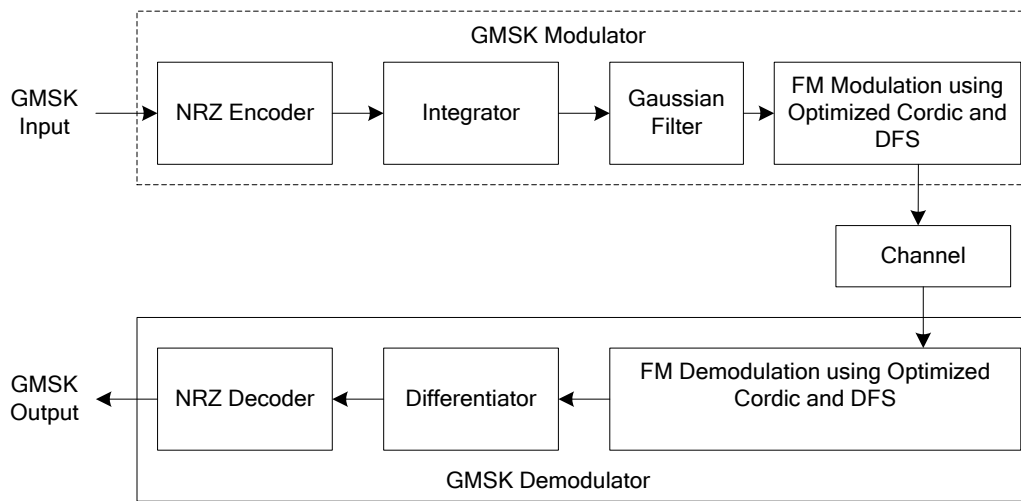 GMSK Modulator
GMSK
Input
NRZ Encoder
Integrator
Gaussian
Filter
FM Modulation using
Optimized Cordic and
DFS
Channel
FM Demodulation using Optimized
Cordic and DFS
Differentiator
NRZ Decoder
GMSK
Output
GMSK Demodulator